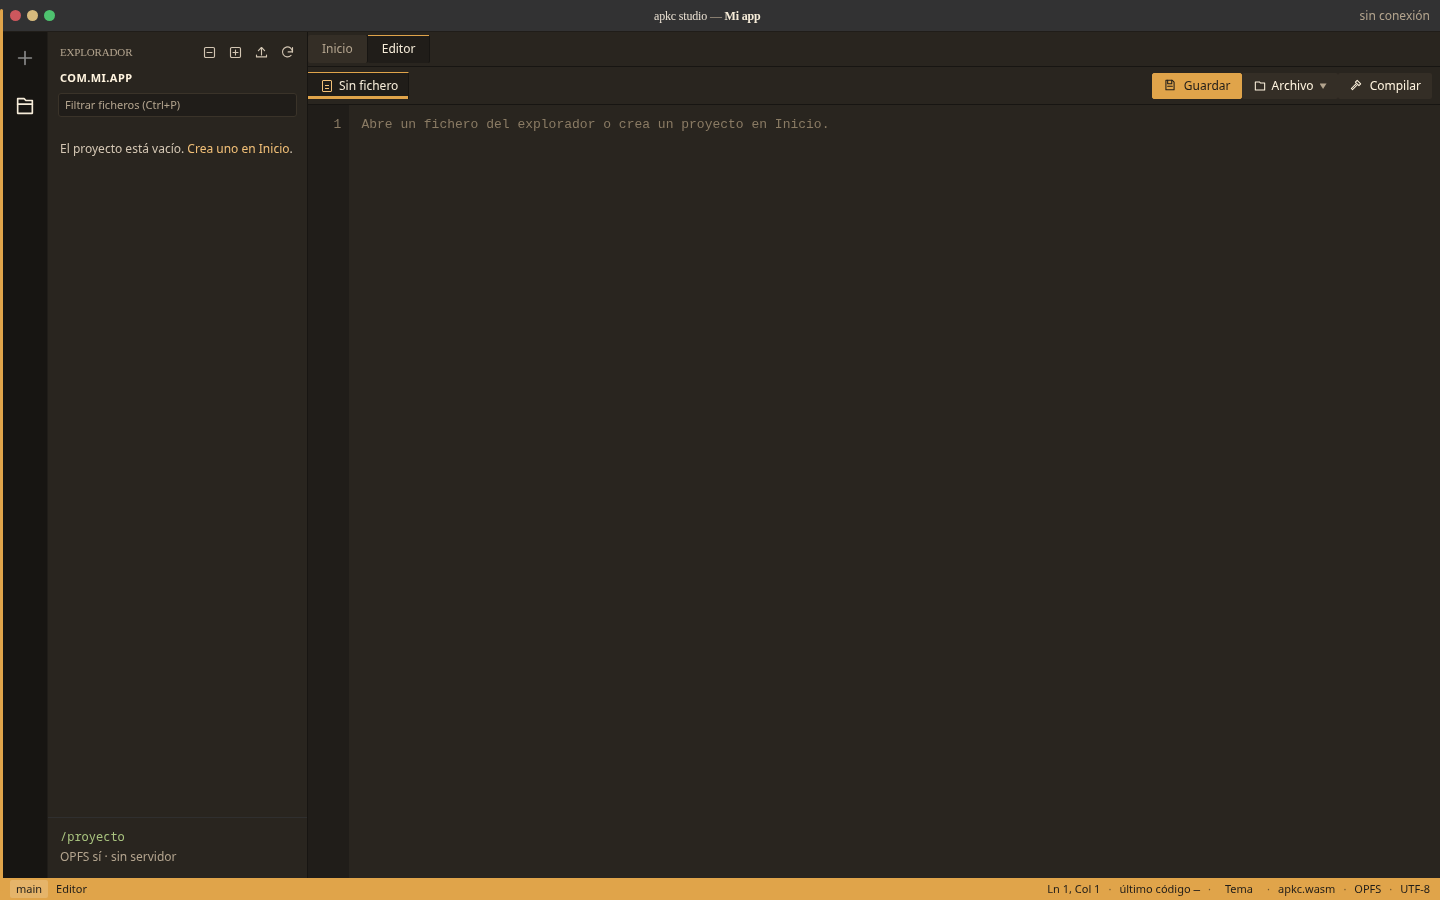 apkc studio — Mi app
sin conexión
EXPLORADOR
COM.MI.APP
Filtrar ficheros (Ctrl+P)
El proyecto está vacío. Crea uno en Inicio.
/proyecto
OPFS sí · sin servidor
Inicio
Editor
Sin fichero
Guardar
Archivo ▼
Compilar
1
Abre un fichero del explorador o crea un proyecto en Inicio.
main
Editor
Ln 1, Col 1 · último código — · Tema · apkc.wasm · OPFS · UTF-8